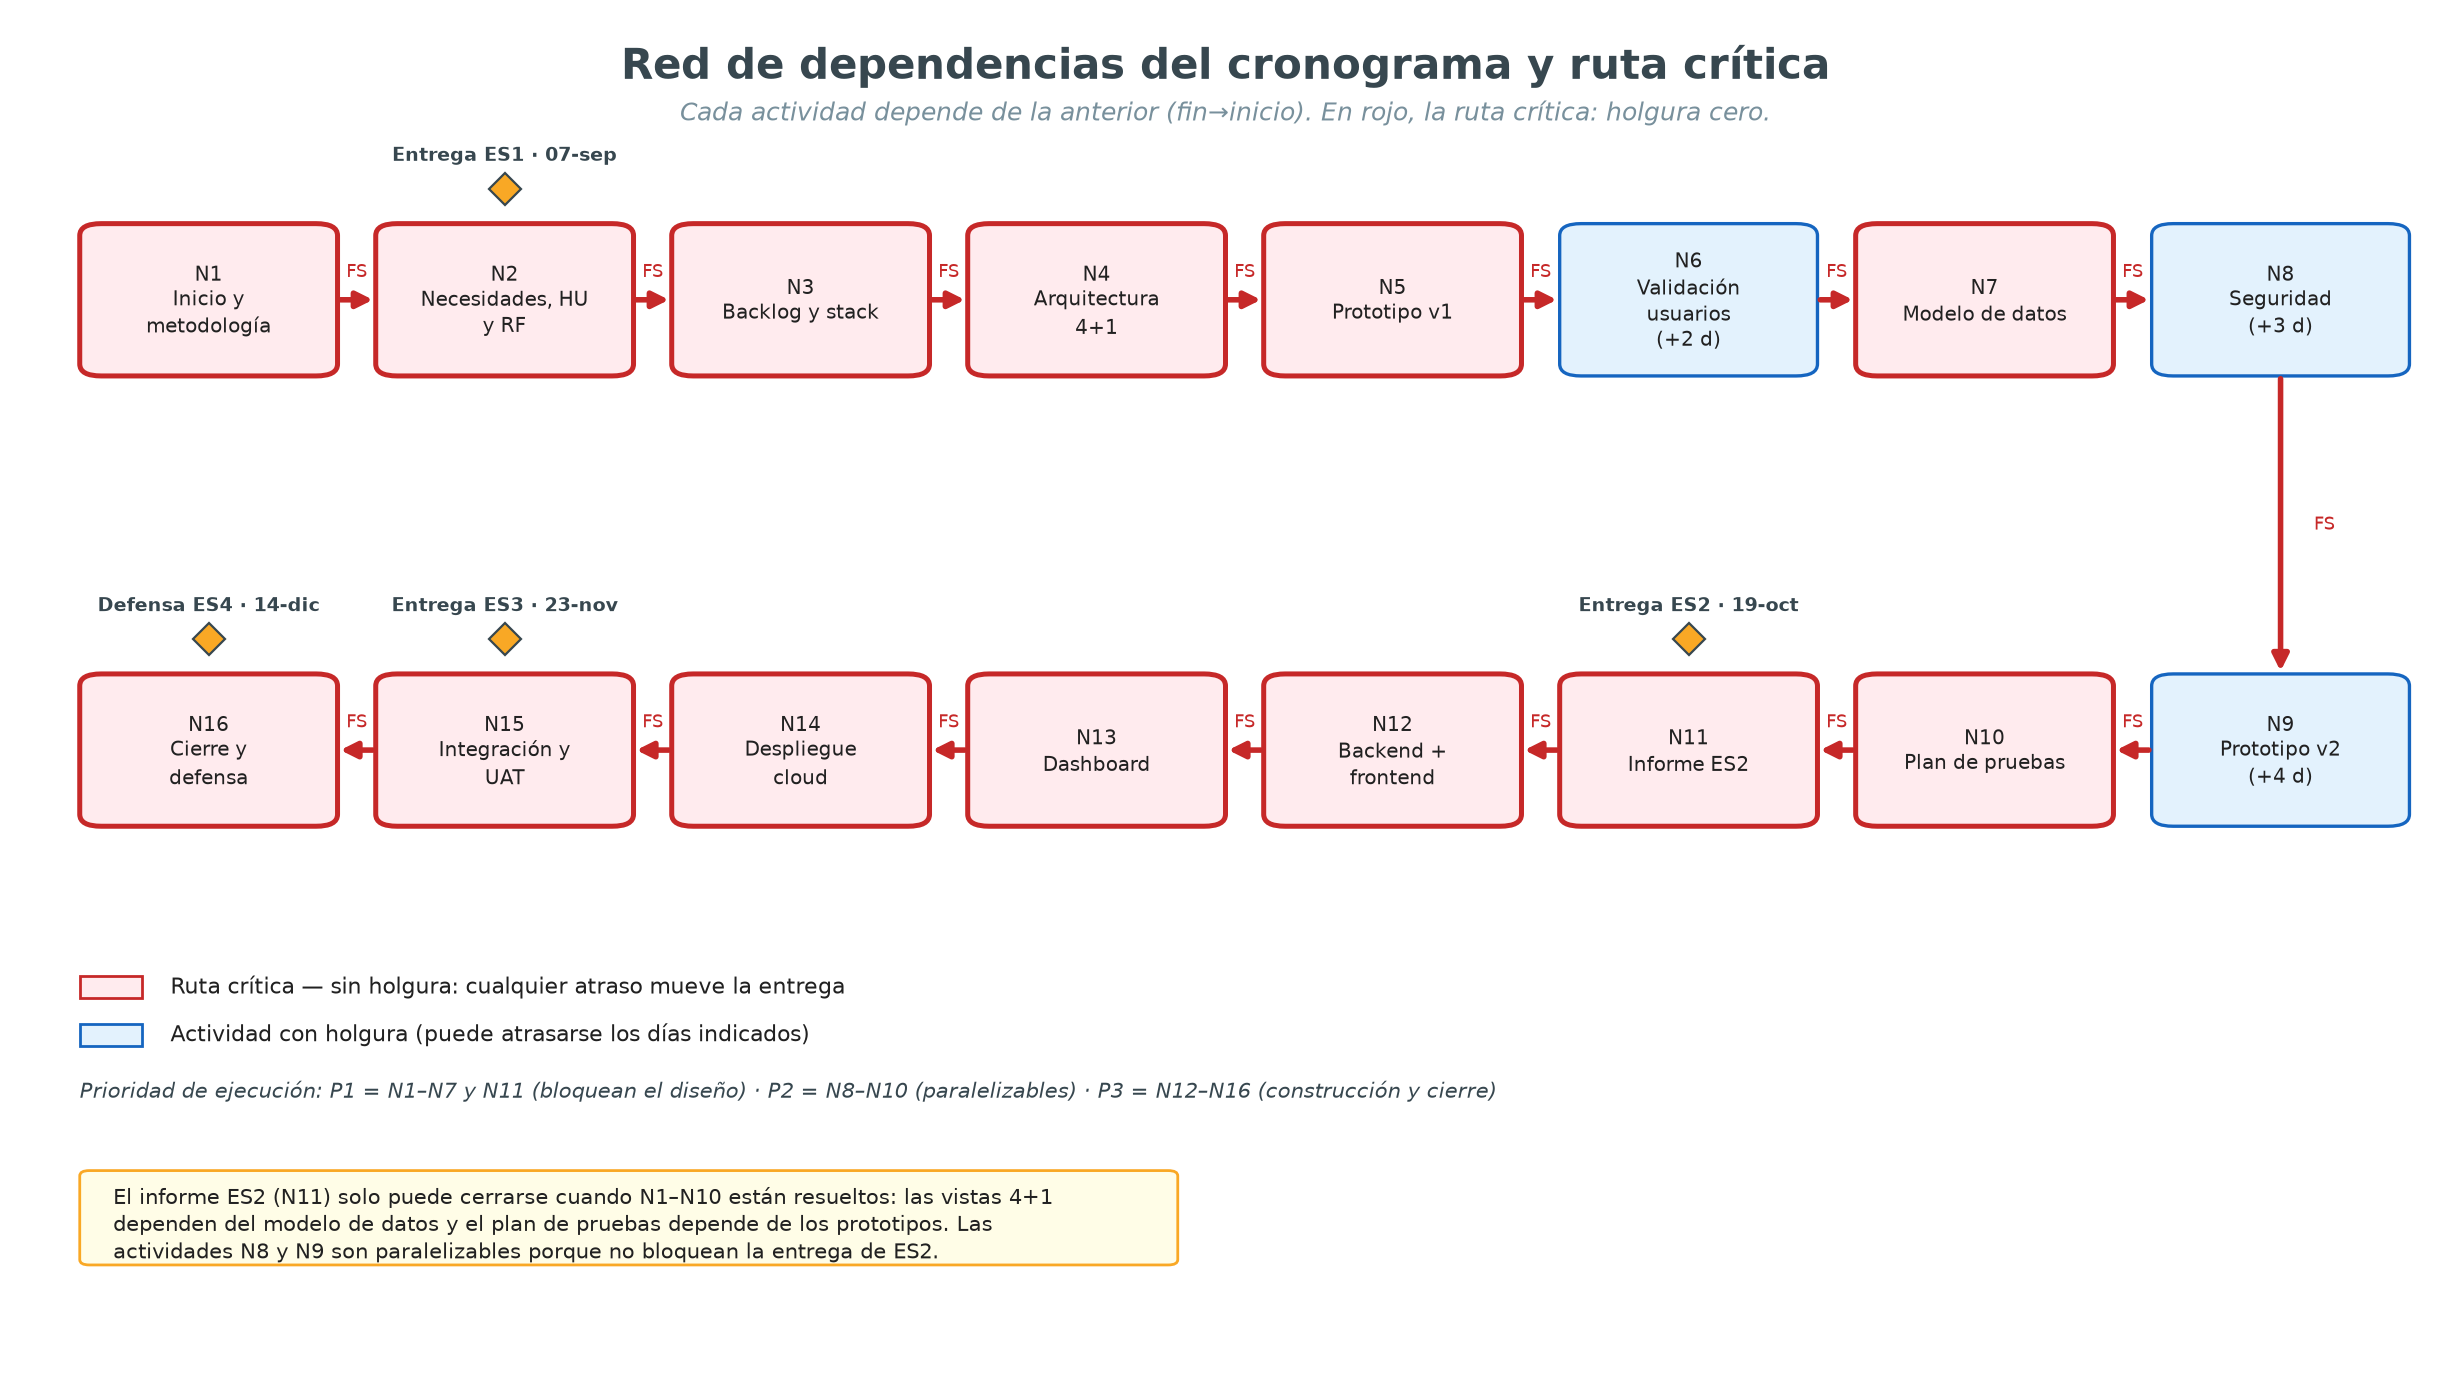 Red de dependencias del cronograma y ruta crítica
Cada actividad depende de la anterior (fin→inicio). En rojo, la ruta crítica: holgura cero.
Entrega ES1 · 07-sep
N1
Inicio y
metodología
FS
N2
Necesidades, HU
y RF
FS
N3
Backlog y stack
FS
N4
Arquitectura
4+1
FS
N5
Prototipo v1
FS
N6
Validación
usuarios
(+2 d)
FS
N7
Modelo de datos
FS
N8
Seguridad
(+3 d)
FS
Defensa ES4 · 14-dic
Entrega ES3 · 23-nov
Entrega ES2 · 19-oct
N16
Cierre y
defensa
FS
N15
Integración y
UAT
FS
N14
Despliegue
cloud
FS
N13
Dashboard
FS
N12
Backend +
frontend
FS
N11
Informe ES2
FS
N10
Plan de pruebas
FS
N9
Prototipo v2
(+4 d)
Ruta crítica — sin holgura: cualquier atraso mueve la entrega
Actividad con holgura (puede atrasarse los días indicados)
Prioridad de ejecución: P1 = N1–N7 y N11 (bloquean el diseño) · P2 = N8–N10 (paralelizables) · P3 = N12–N16 (construcción y cierre)
El informe ES2 (N11) solo puede cerrarse cuando N1–N10 están resueltos: las vistas 4+1
dependen del modelo de datos y el plan de pruebas depende de los prototipos. Las
actividades N8 y N9 son paralelizables porque no bloquean la entrega de ES2.